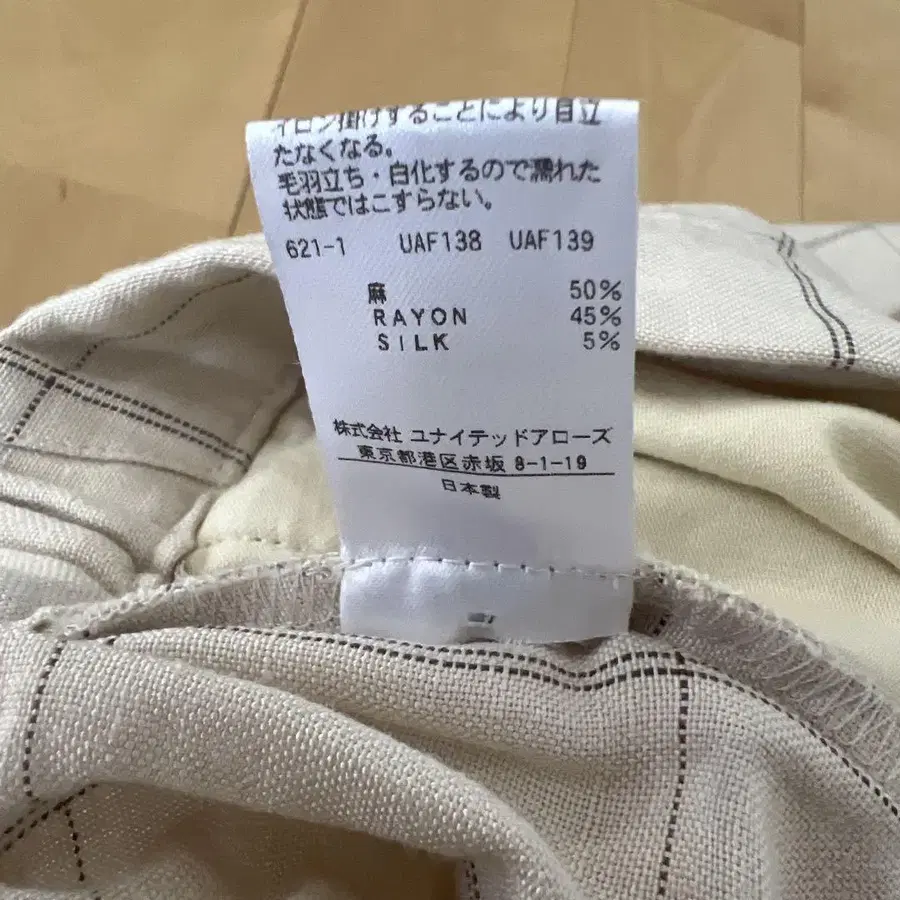 イロン掛けすることにより目立
たなくなる。
毛羽立ち・白化するので濡れた
状態ではこすらない。
621-1 UAF138 UAF139
麻 50%
RAYON 45%
SILK 5%
株式会社 ユナイテッドアローズ
東京都港区赤坂 8-1-19
日本製